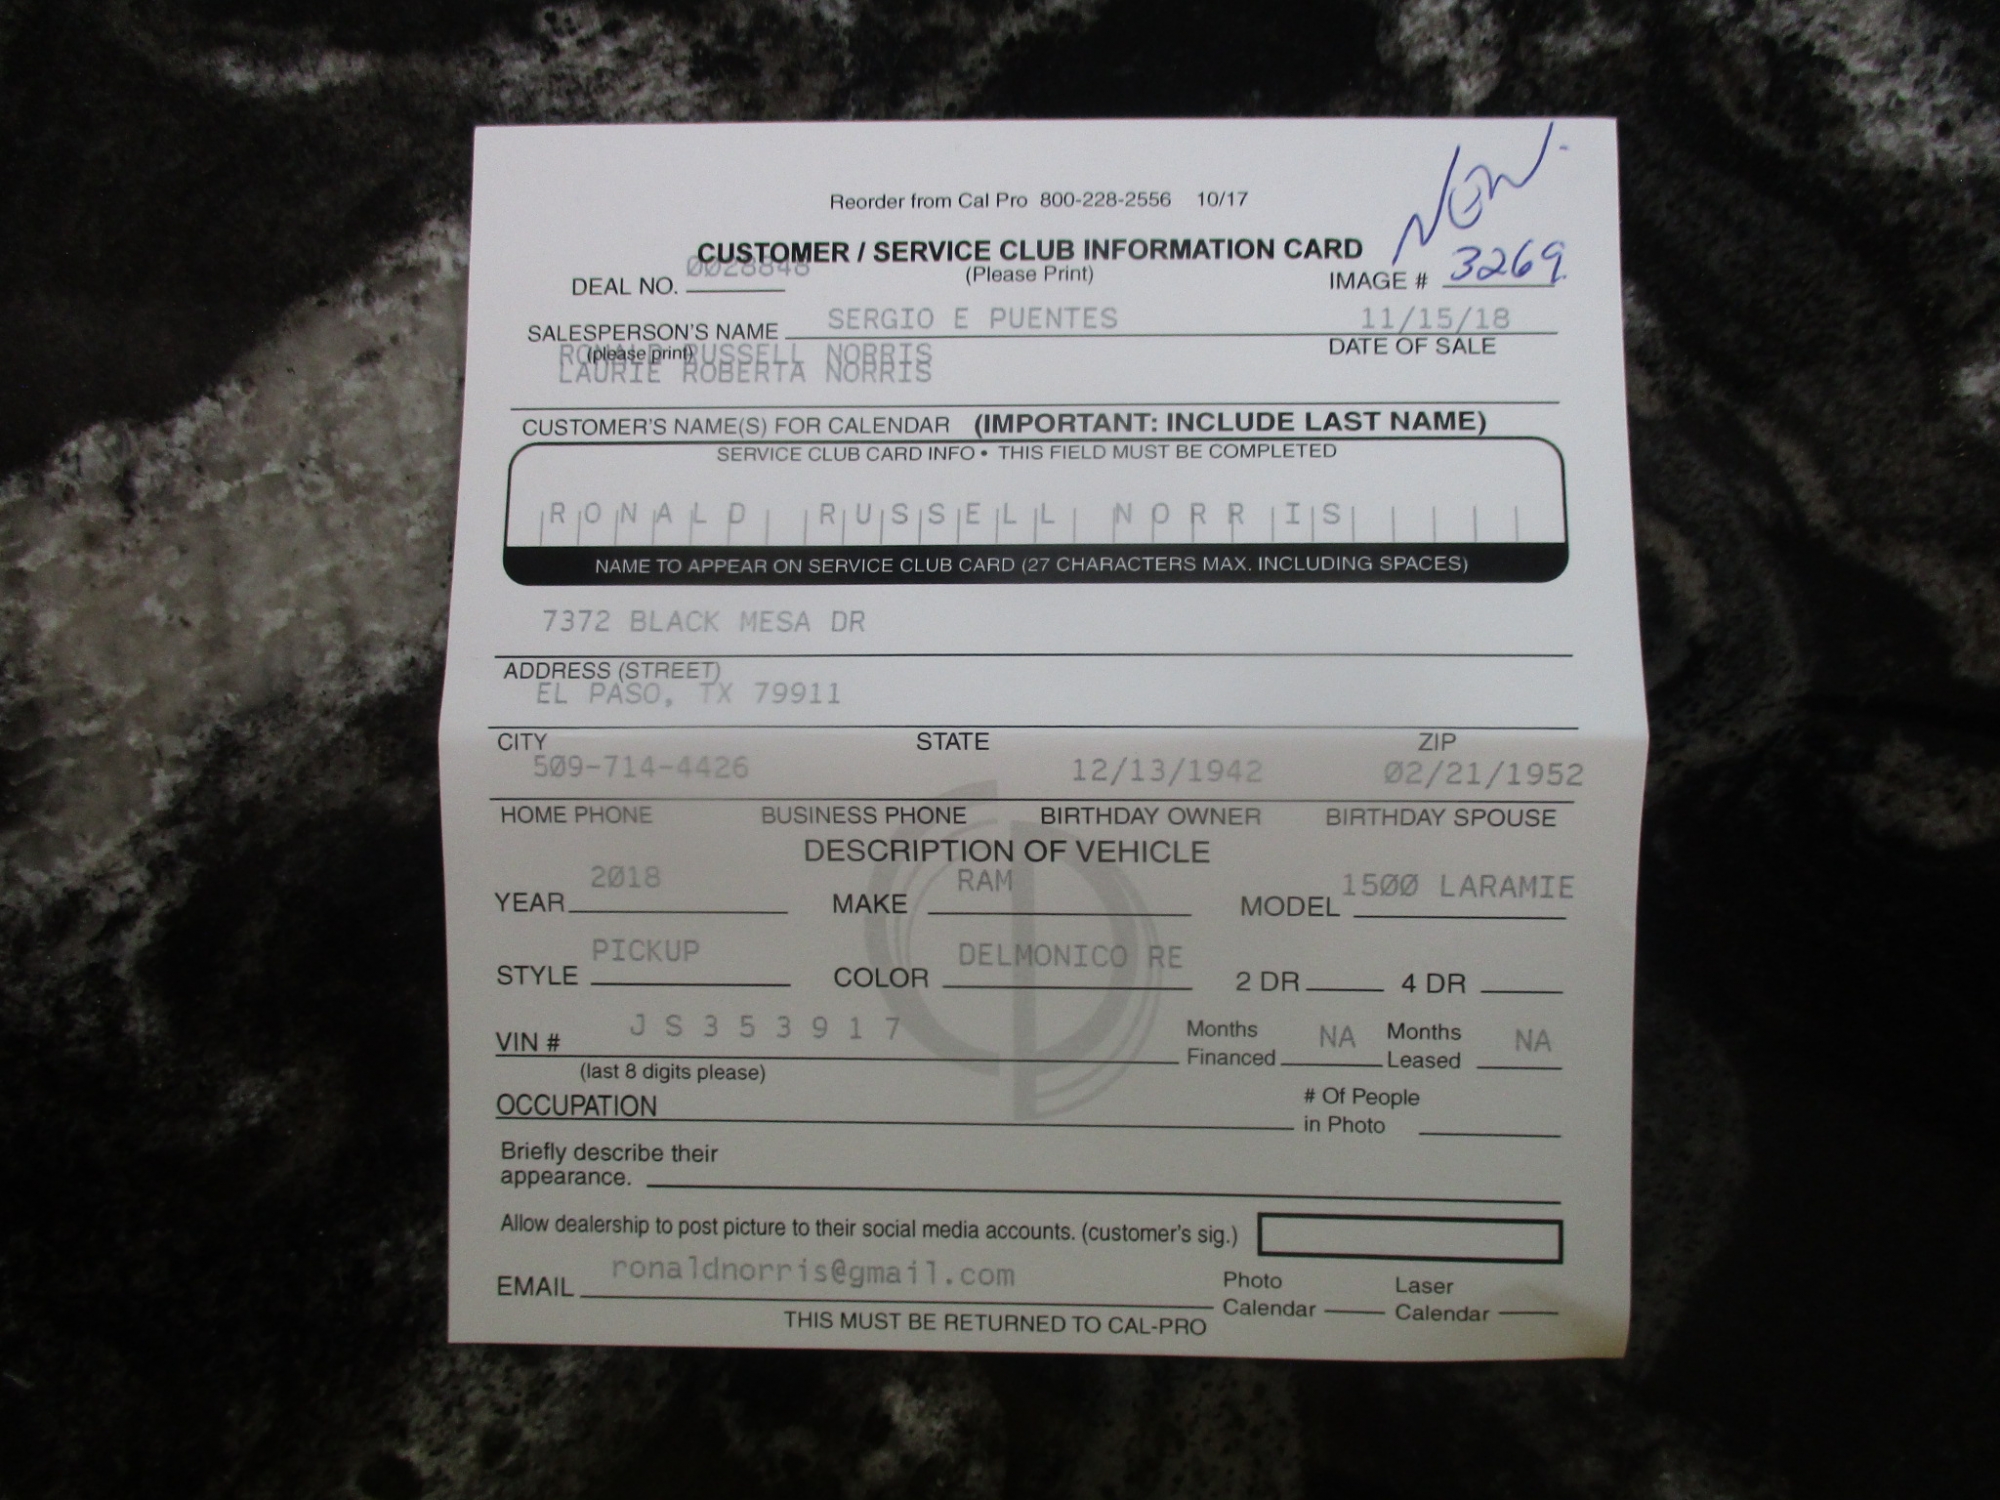 NEW.
Reorder from Cal Pro 800-228-2556 10/17
CUSTOMER / SERVICE CLUB INFORMATION CARD
(Please Print)
DEAL NO. 0028848
IMAGE # 3269.
SALESPERSON'S NAME SERGIO E PUENTES 11/15/18
(please print) DATE OF SALE
RONALD RUSSELL NORRIS
LAURIE ROBERTA NORRIS
CUSTOMER'S NAME(S) FOR CALENDAR (IMPORTANT: INCLUDE LAST NAME)
SERVICE CLUB CARD INFO • THIS FIELD MUST BE COMPLETED
RONALD RUSSELL NORRIS
NAME TO APPEAR ON SERVICE CLUB CARD (27 CHARACTERS MAX. INCLUDING SPACES)
7372 BLACK MESA DR
ADDRESS (STREET)
EL PASO, TX 79911
CITY STATE ZIP
509-714-4426 12/13/1942 02/21/1952
HOME PHONE BUSINESS PHONE BIRTHDAY OWNER BIRTHDAY SPOUSE
DESCRIPTION OF VEHICLE
YEAR 2018 MAKE RAM MODEL 1500 LARAMIE
STYLE PICKUP COLOR DELMONICO RE 2 DR 4 DR
VIN # JS353917 Months Financed NA Months Leased NA
(last 8 digits please)
OCCUPATION # Of People in Photo
Briefly describe their
appearance.
Allow dealership to post picture to their social media accounts. (customer's sig.)
EMAIL ronaldnorris@gmail.com Photo Calendar Laser Calendar
THIS MUST BE RETURNED TO CAL-PRO